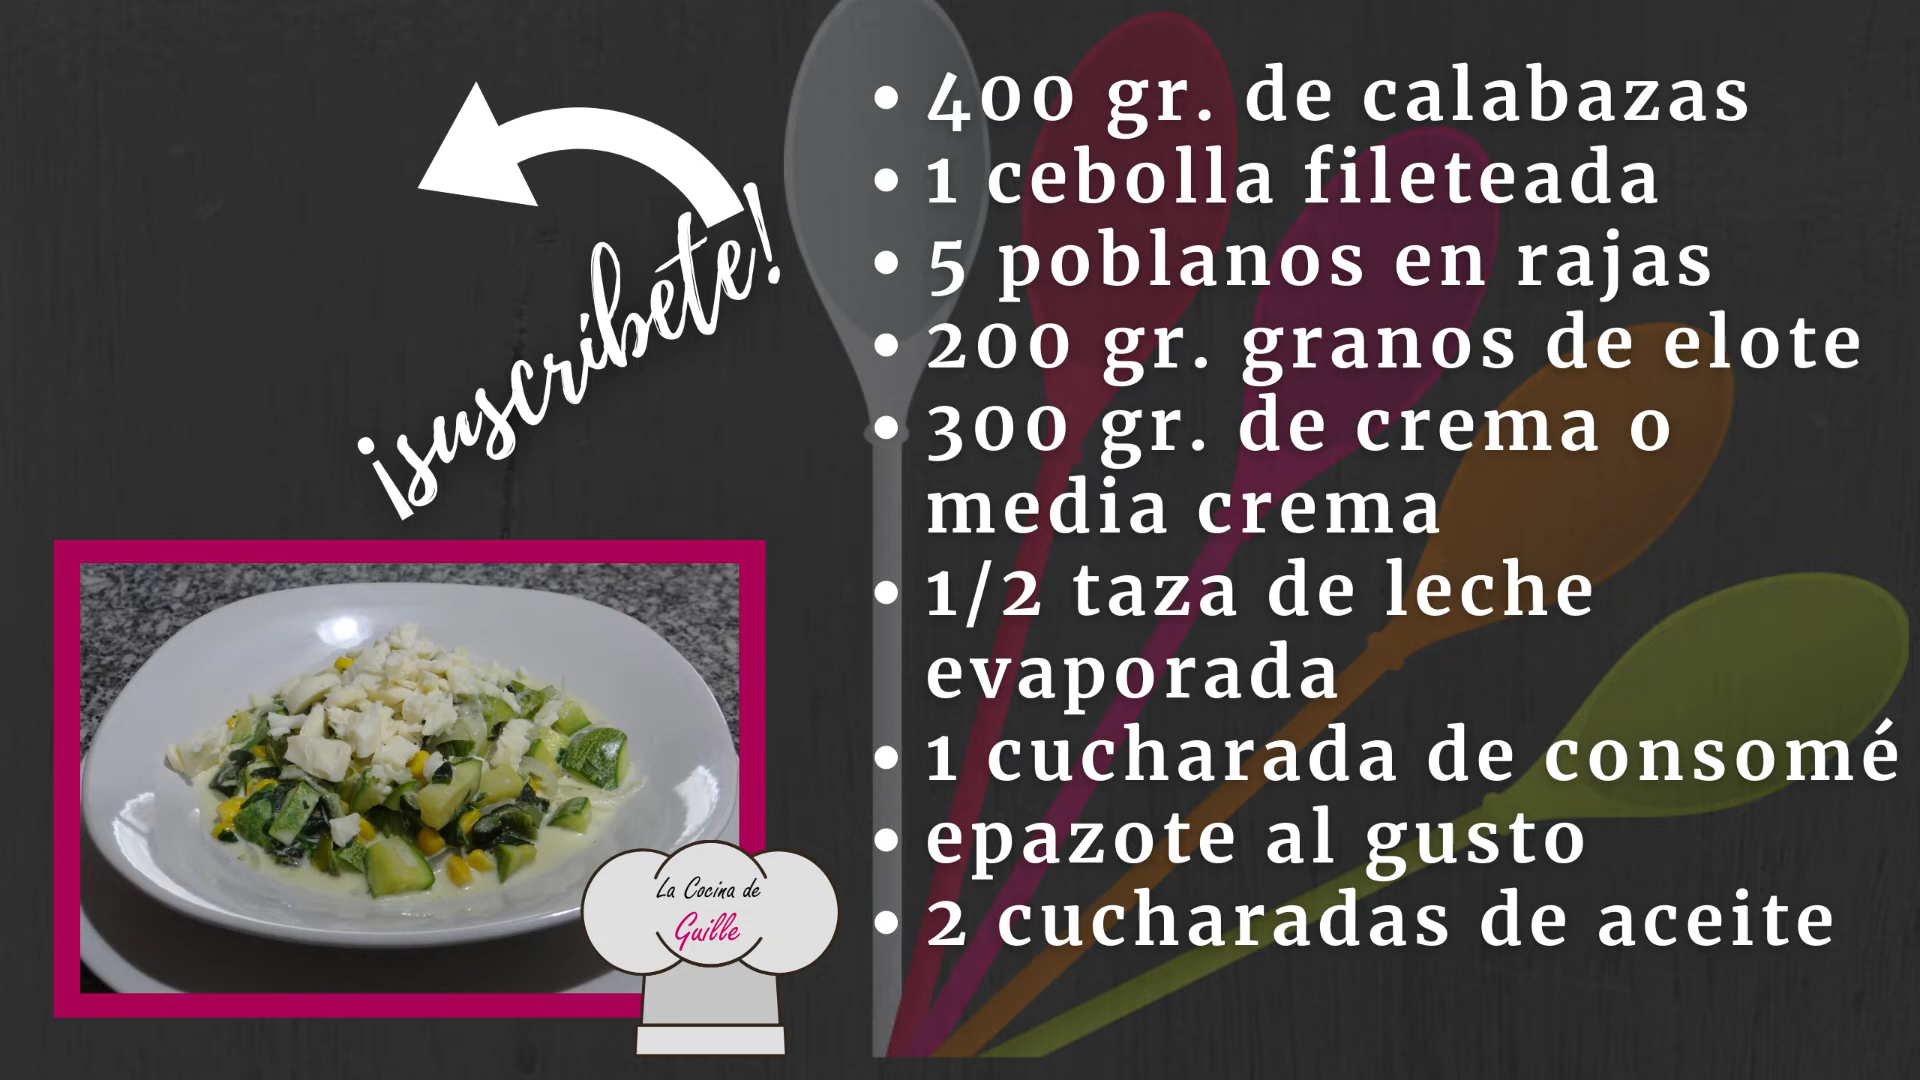 ¡suscríbete!
• 400 gr. de calabazas
• 1 cebolla fileteada
• 5 poblanos en rajas
• 200 gr. granos de elote
• 300 gr. de crema o
media crema
• 1/2 taza de leche
evaporada
• 1 cucharada de consomé
• epazote al gusto
• 2 cucharadas de aceite
La Cocina de
Guille